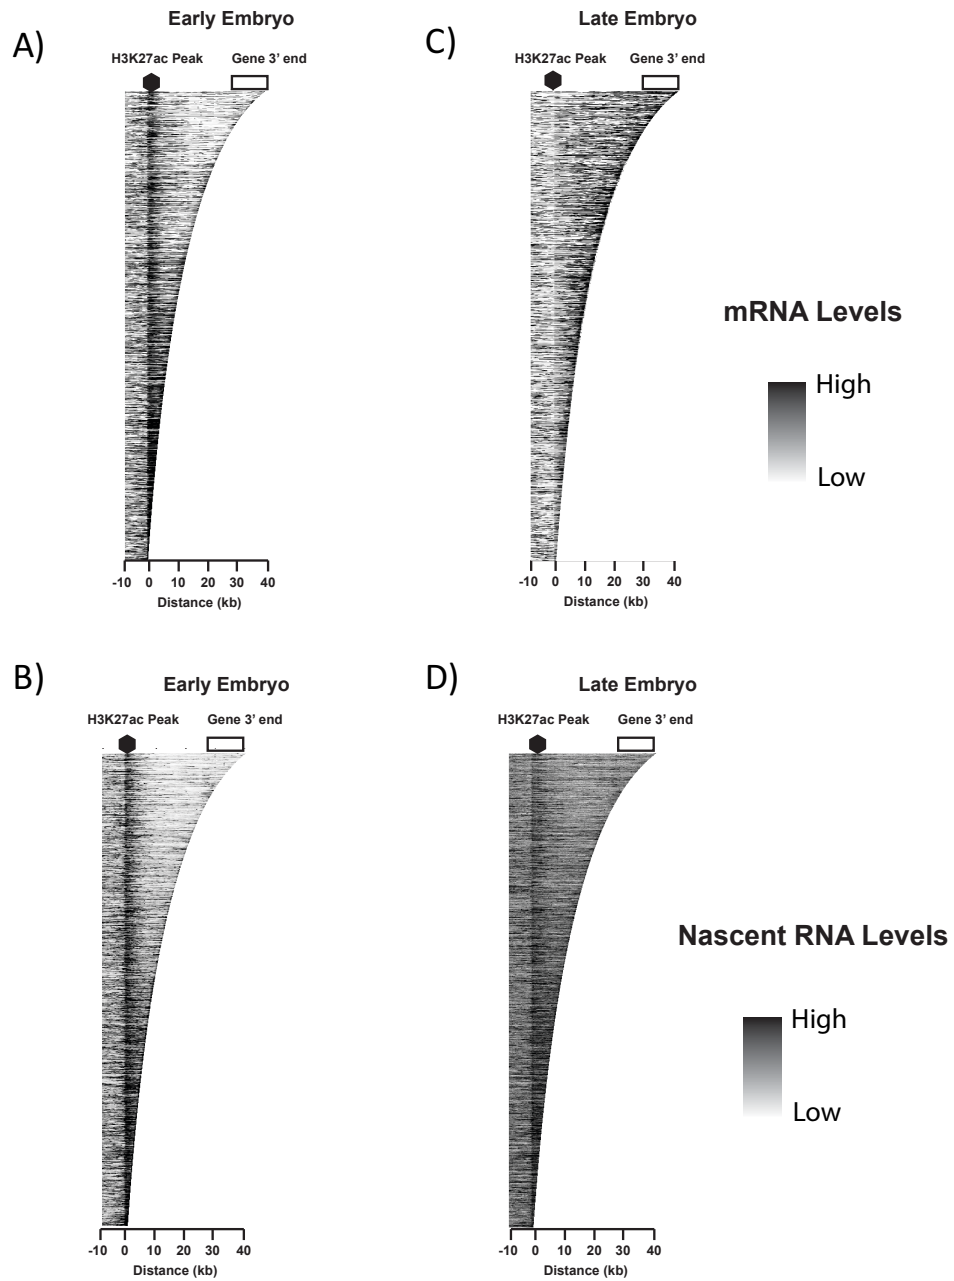 A)
Early Embryo
H3K27ac Peak
Gene 3' end
-10 0 10 20 30 40
Distance (kb)
C)
Late Embryo
H3K27ac Peak
Gene 3' end
-10 0 10 20 30 40
Distance (kb)
mRNA Levels
High
Low
B)
Early Embryo
H3K27ac Peak
Gene 3' end
-10 0 10 20 30 40
Distance (kb)
D)
Late Embryo
H3K27ac Peak
Gene 3' end
-10 0 10 20 30 40
Distance (kb)
Nascent RNA Levels
High
Low